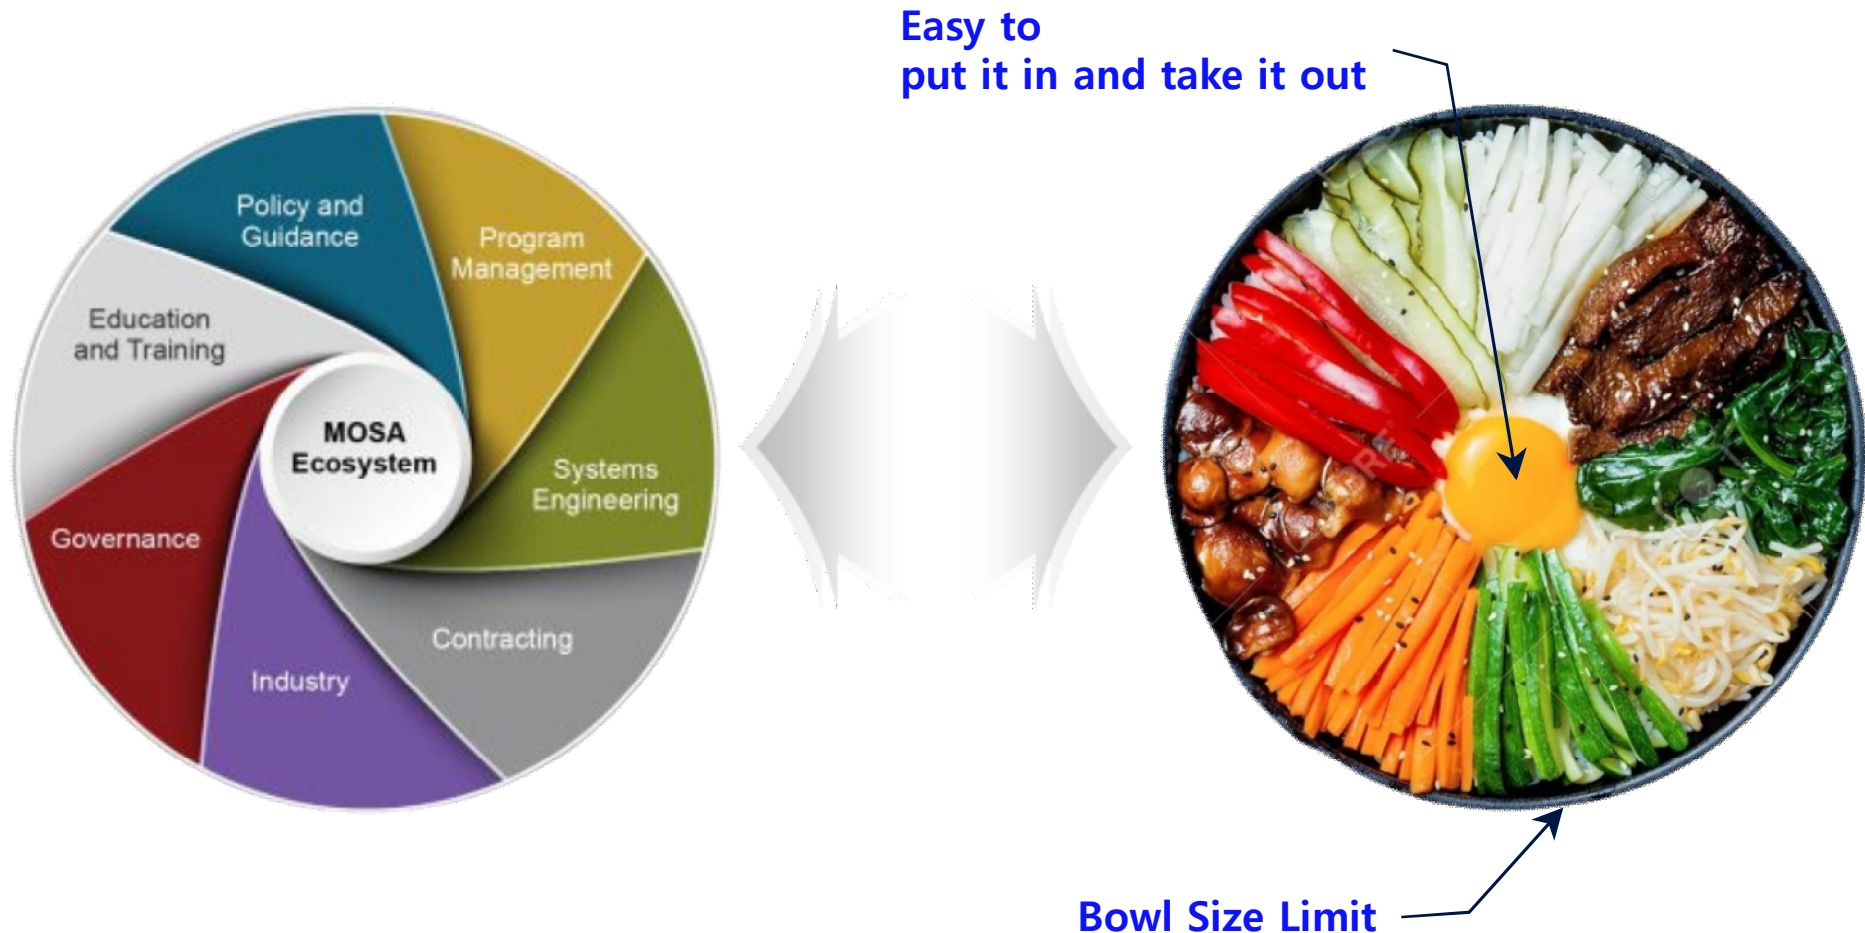 Easy to
put it in and take it out
Policy and
Guidance
Program
Management
Education
and Training
MOSA
Ecosystem
Systems
Engineering
Governance
Contracting
Industry
Bowl Size Limit